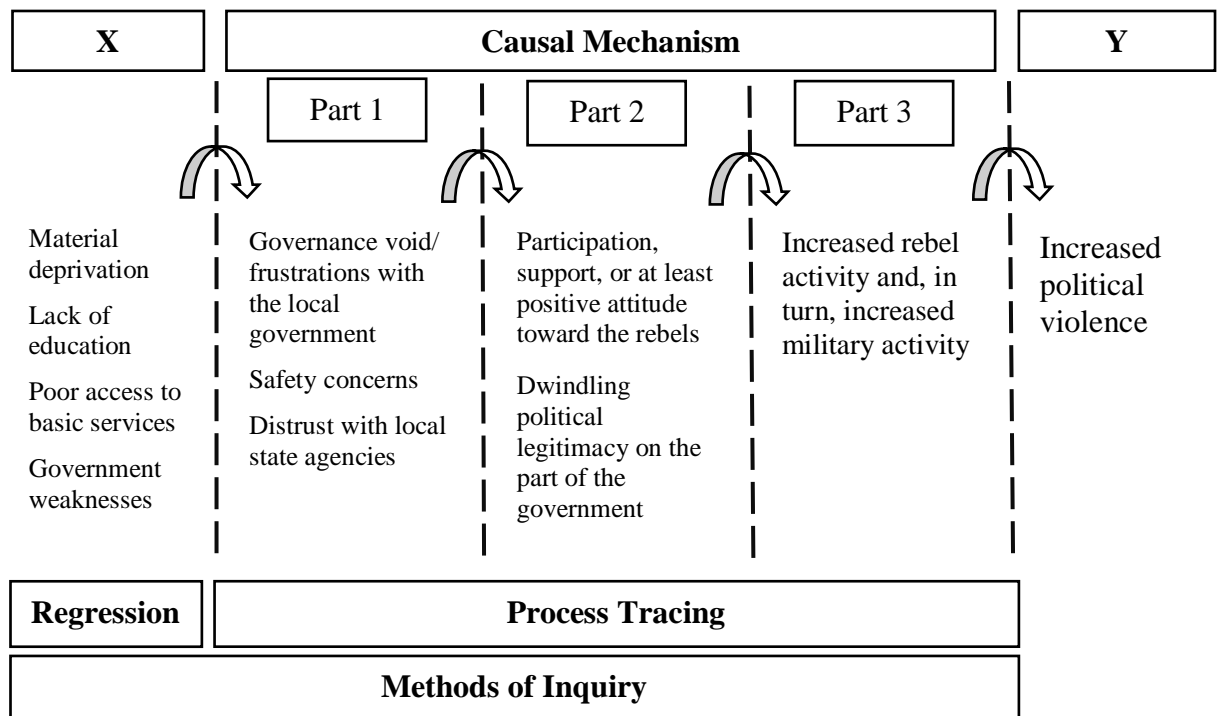 X
Causal Mechanism
Y
Part 1
Part 2
Part 3
Material
deprivation
Lack of
education
Poor access to
basic services
Government
weaknesses
Governance void/
frustrations with
the local
government
Safety concerns
Distrust with local
state agencies
Participation,
support, or at least
positive attitude
toward the rebels
Dwindling
political
legitimacy on the
part of the
government
Increased rebel
activity and, in
turn, increased
military activity
Increased
political
violence
Regression
Process Tracing
Methods of Inquiry